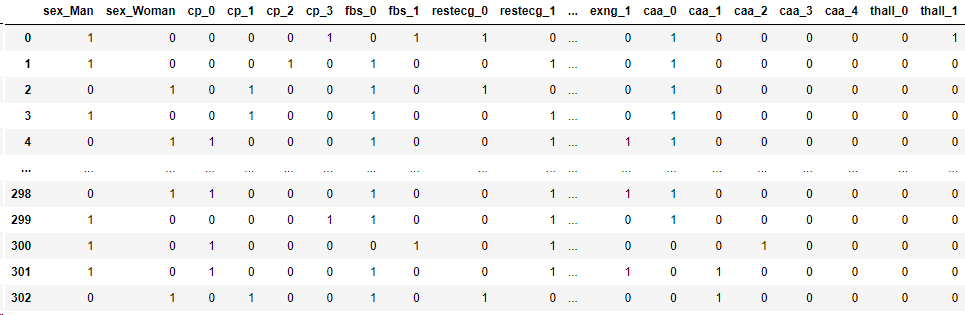 sex_Man sex_Woman cp_0 cp_1 cp_2 cp_3 fbs_0 fbs_1 restecg_0 restecg_1 ... exng_1 caa_0 caa_1 caa_2 caa_3 caa_4 thall_0 thall_1
0 1 0 0 0 0 1 0 1 1 0 ... 0 1 0 0 0 0 0 1
1 1 0 0 0 1 0 1 0 0 1 ... 0 1 0 0 0 0 0 0
2 0 1 0 1 0 0 1 0 1 0 ... 0 1 0 0 0 0 0 0
3 1 0 0 1 0 0 1 0 0 1 ... 0 1 0 0 0 0 0 0
4 0 1 1 0 0 0 1 0 0 1 ... 1 1 0 0 0 0 0 0
... ... ... ... ... ... ... ... ... ... ... ... ... ... ... ... ... ... ... ...
298 0 1 1 0 0 0 1 0 0 1 ... 1 1 0 0 0 0 0 0
299 1 0 0 0 0 1 1 0 0 1 ... 0 1 0 0 0 0 0 0
300 1 0 1 0 0 0 0 1 0 1 ... 0 0 0 1 0 0 0 0
301 1 0 1 0 0 0 1 0 0 1 ... 1 0 1 0 0 0 0 0
302 0 1 0 1 0 0 1 0 1 0 ... 0 0 1 0 0 0 0 0